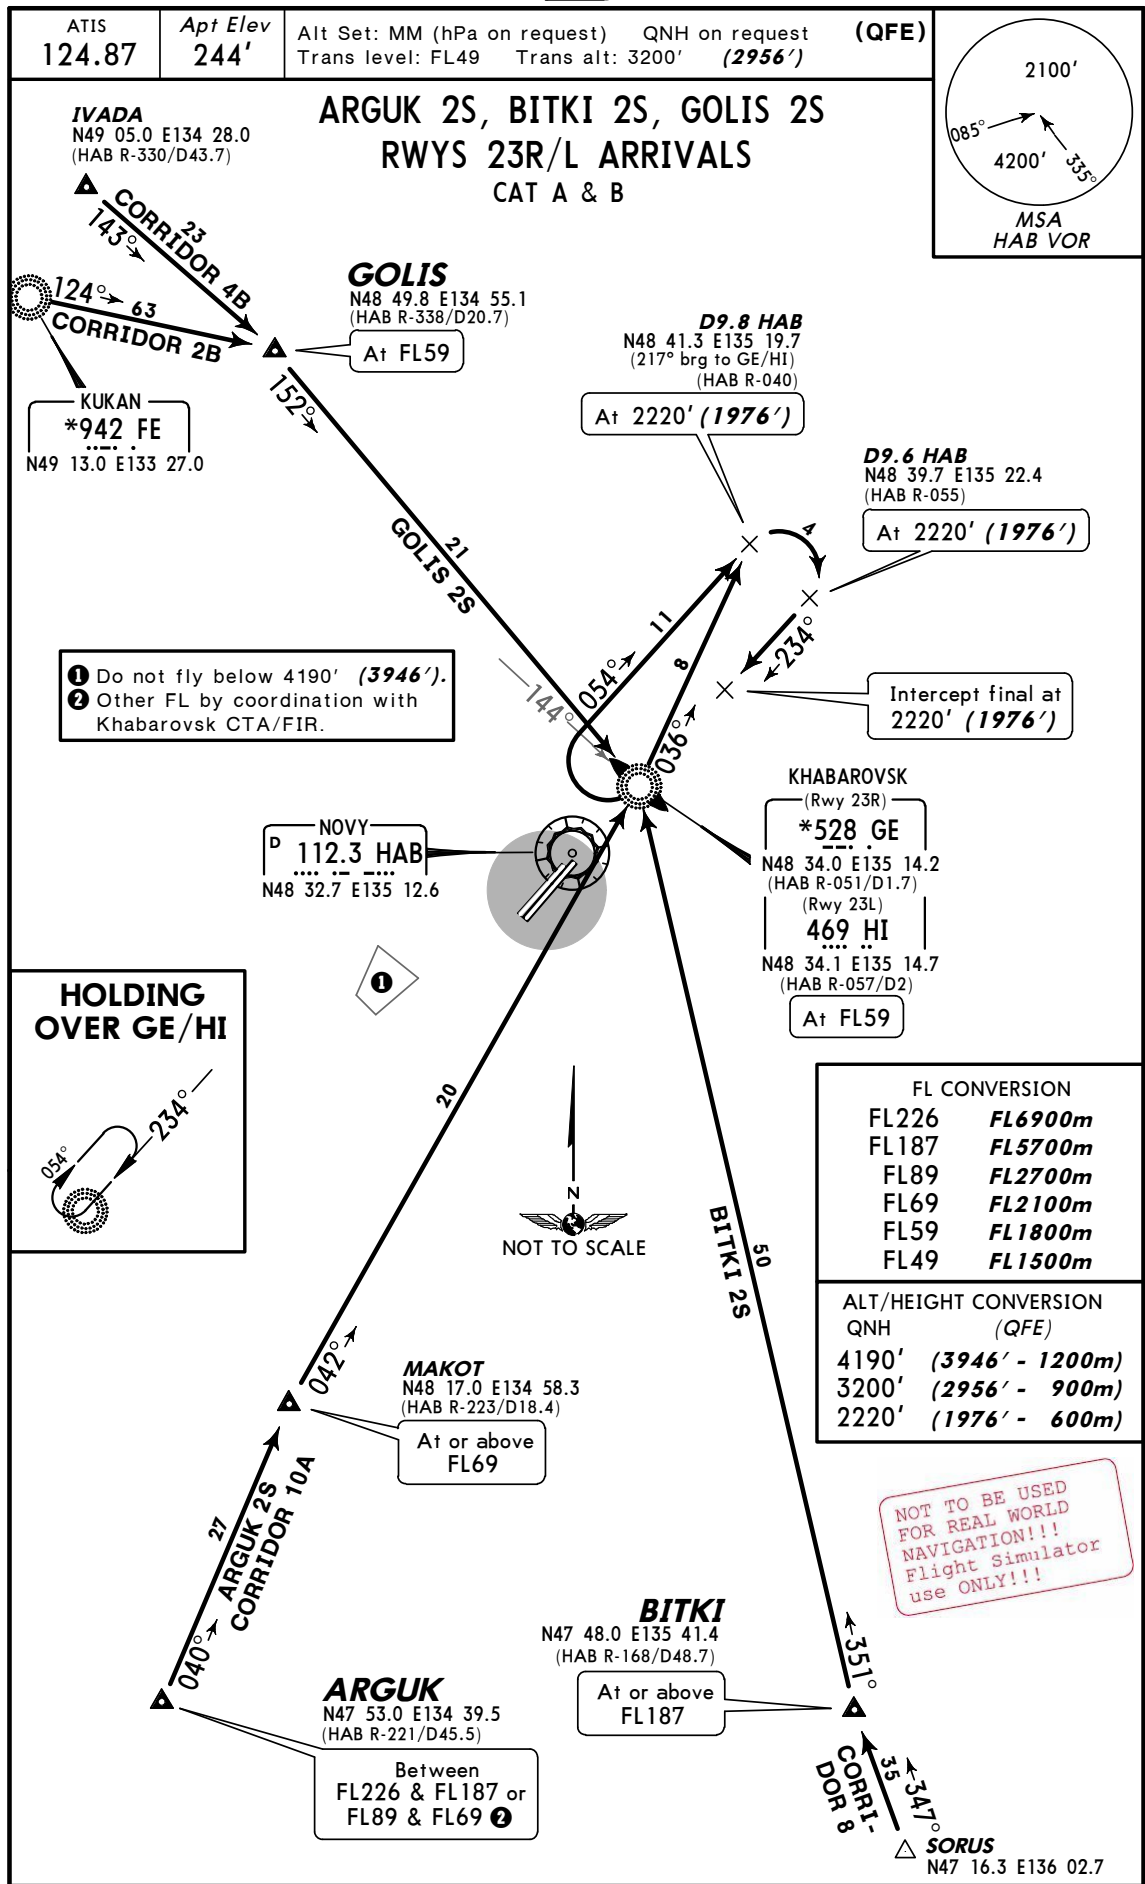 ATIS
124.87
Apt Elev
244'
Alt Set: MM (hPa on request) QNH on request (QFE)
Trans level: FL49 Trans alt: 3200' (2956')
ARGUK 2S, BITKI 2S, GOLIS 2S
RWYS 23R/L ARRIVALS
CAT A & B
2100'
085°
4200'
335°
MSA
HAB VOR
IVADA
N49 05.0 E134 28.0
(HAB R-330/D43.7)
143°
23
CORRIDOR 4B
124°
63
CORRIDOR 2B
KUKAN
*942 FE
N49 13.0 E133 27.0
GOLIS
N48 49.8 E134 55.1
(HAB R-338/D20.7)
At FL59
152°
21
GOLIS 2S
D9.8 HAB
N48 41.3 E135 19.7
(217° brg to GE/HI)
(HAB R-040)
At 2220' (1976')
D9.6 HAB
N48 39.7 E135 22.4
(HAB R-055)
At 2220' (1976')
4
11
8
054°
036°
234°
144°
Intercept final at
2220' (1976')
1 Do not fly below 4190' (3946').
2 Other FL by coordination with
Khabarovsk CTA/FIR.
NOVY
D 112.3 HAB
N48 32.7 E135 12.6
KHABAROVSK
(Rwy 23R)
*528 GE
N48 34.0 E135 14.2
(HAB R-051/D1.7)
(Rwy 23L)
469 HI
N48 34.1 E135 14.7
(HAB R-057/D2)
At FL59
1
HOLDING
OVER GE/HI
234°
054°
20
N
NOT TO SCALE
50
BITKI 2S
FL CONVERSION
FL226 FL6900m
FL187 FL5700m
FL89 FL2700m
FL69 FL2100m
FL59 FL1800m
FL49 FL1500m
ALT/HEIGHT CONVERSION
QNH (QFE)
4190' (3946' - 1200m)
3200' (2956' - 900m)
2220' (1976' - 600m)
042°
MAKOT
N48 17.0 E134 58.3
(HAB R-223/D18.4)
At or above
FL69
27
ARGUK 2S
CORRIDOR 10A
040°
NOT TO BE USED
FOR REAL WORLD
NAVIGATION!!!
Flight Simulator
use ONLY!!!
ARGUK
N47 53.0 E134 39.5
(HAB R-221/D45.5)
Between
FL226 & FL187 or
FL89 & FL69 2
BITKI
N47 48.0 E135 41.4
(HAB R-168/D48.7)
At or above
FL187
351°
35
347°
CORRI-
DOR 8
SORUS
N47 16.3 E136 02.7